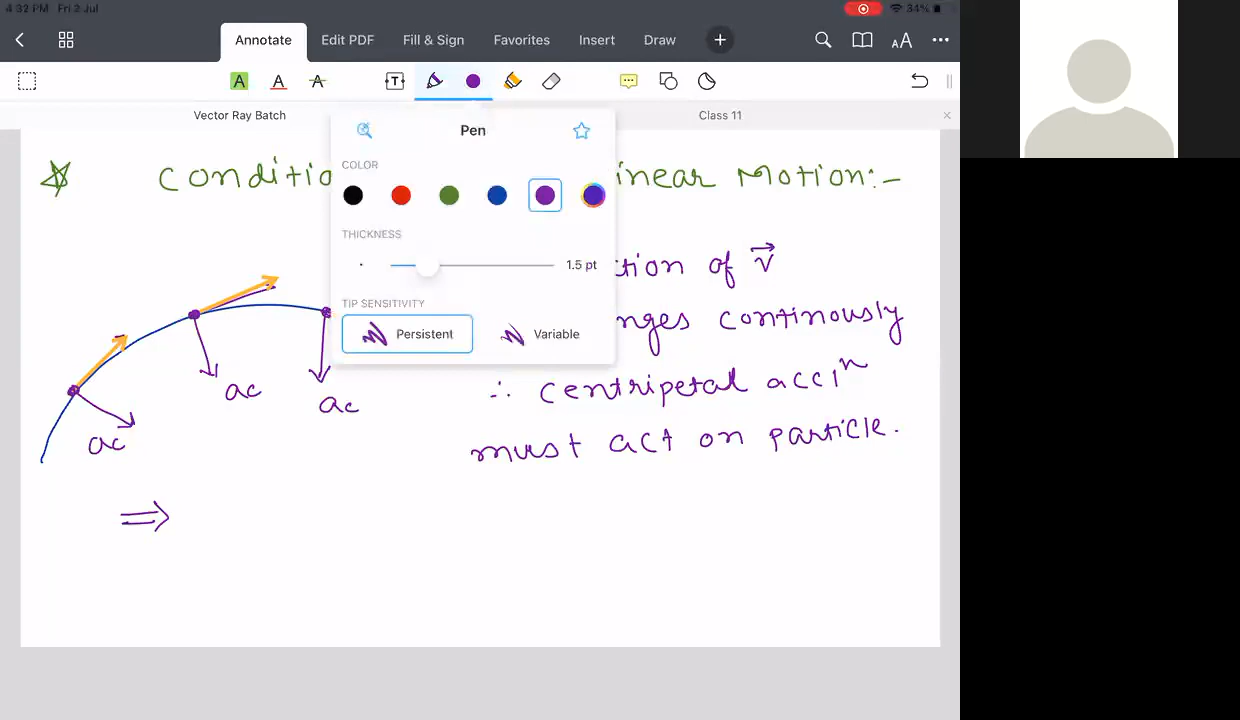 4:32 PM Fri 2 Jul 34%
Annotate Edit PDF Fill & Sign Favorites Insert Draw
Vector Ray Batch Class 11
Pen
COLOR
THICKNESS
1.5 pt
TIP SENSITIVITY
Persistent Variable
Conditio inear Motion:-
tion of v⃗
nges continously
∴ centripetal accⁿ
must act on particle.
ac
ac
ac
⇒